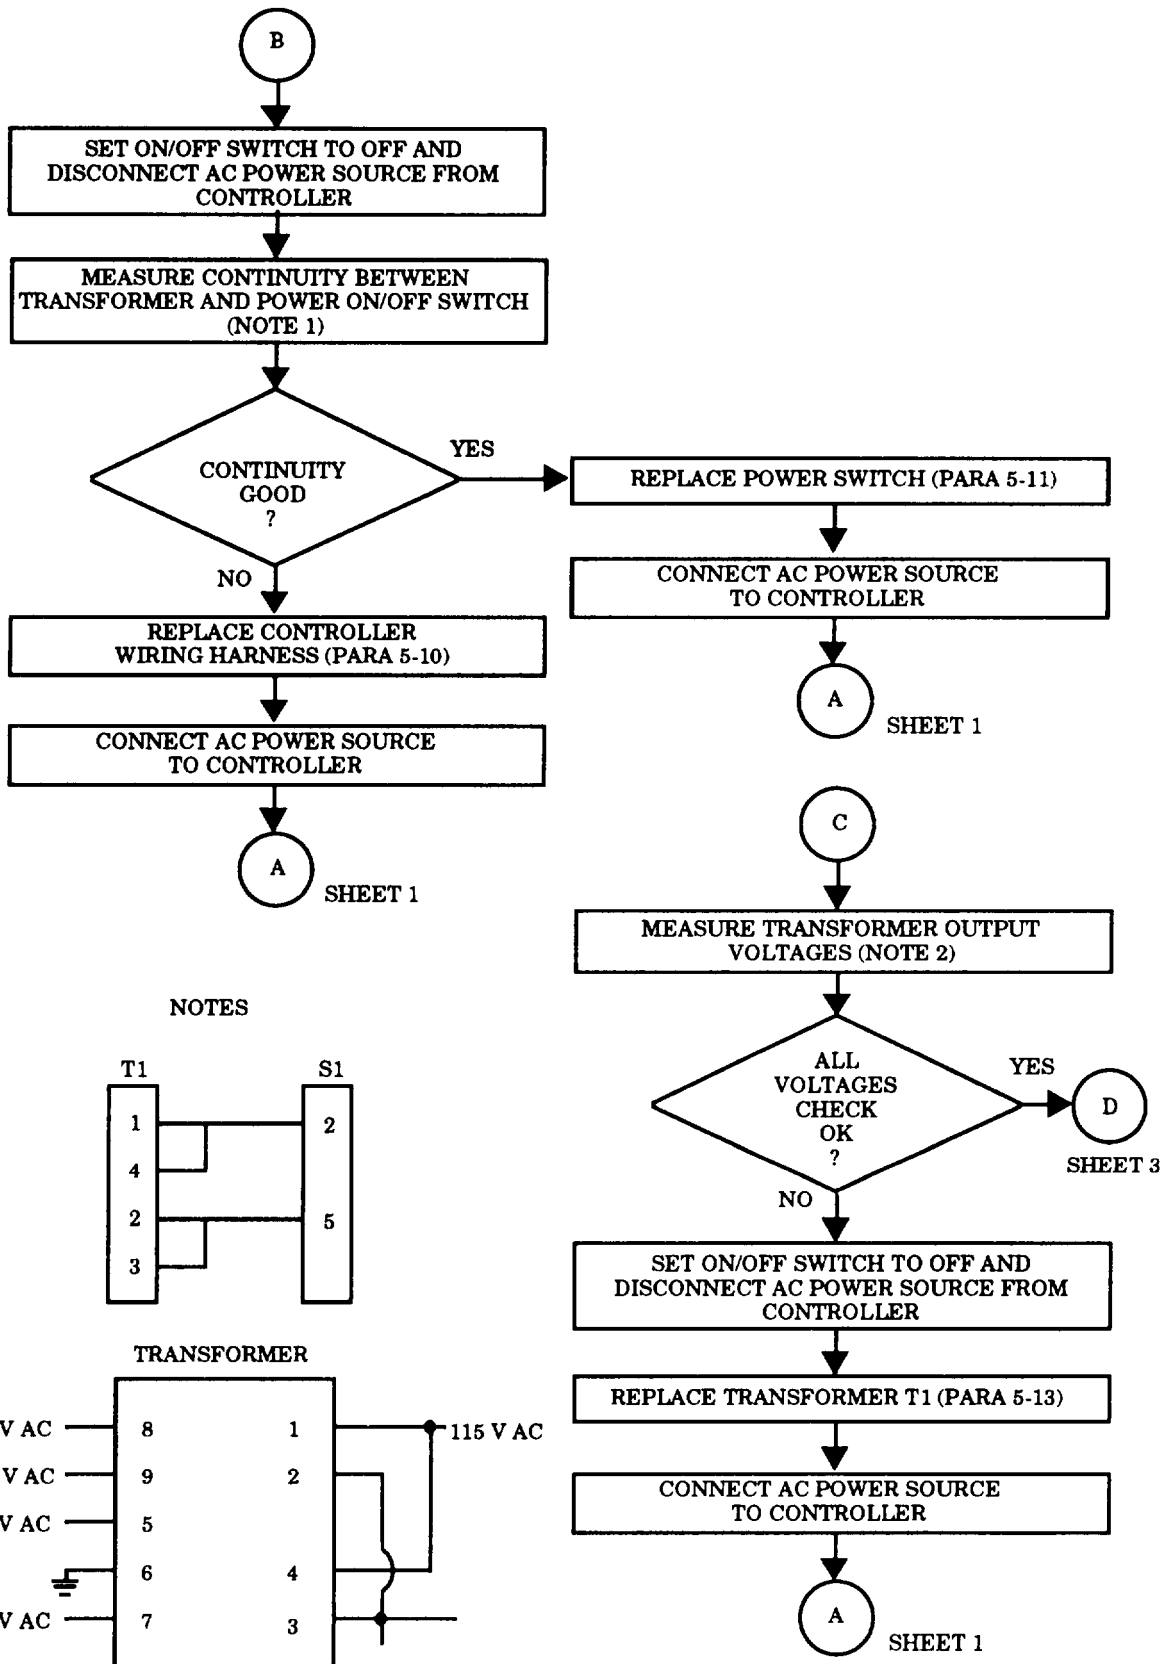 B
SET ON/OFF SWITCH TO OFF AND
DISCONNECT AC POWER SOURCE FROM
CONTROLLER
MEASURE CONTINUITY BETWEEN
TRANSFORMER AND POWER ON/OFF SWITCH
(NOTE 1)
CONTINUITY
GOOD
?
YES
NO
REPLACE POWER SWITCH (PARA 5-11)
CONNECT AC POWER SOURCE
TO CONTROLLER
A
SHEET 1
REPLACE CONTROLLER
WIRING HARNESS (PARA 5-10)
CONNECT AC POWER SOURCE
TO CONTROLLER
A
SHEET 1
C
MEASURE TRANSFORMER OUTPUT
VOLTAGES (NOTE 2)
ALL
VOLTAGES
CHECK
OK
?
YES
D
SHEET 3
NO
SET ON/OFF SWITCH TO OFF AND
DISCONNECT AC POWER SOURCE FROM
CONTROLLER
REPLACE TRANSFORMER T1 (PARA 5-13)
CONNECT AC POWER SOURCE
TO CONTROLLER
A
SHEET 1
NOTES
T1 S1
1 2
4
2 5
3
TRANSFORMER
V AC 8 1 115 V AC
V AC 9 2
V AC 5
6 4
V AC 7 3